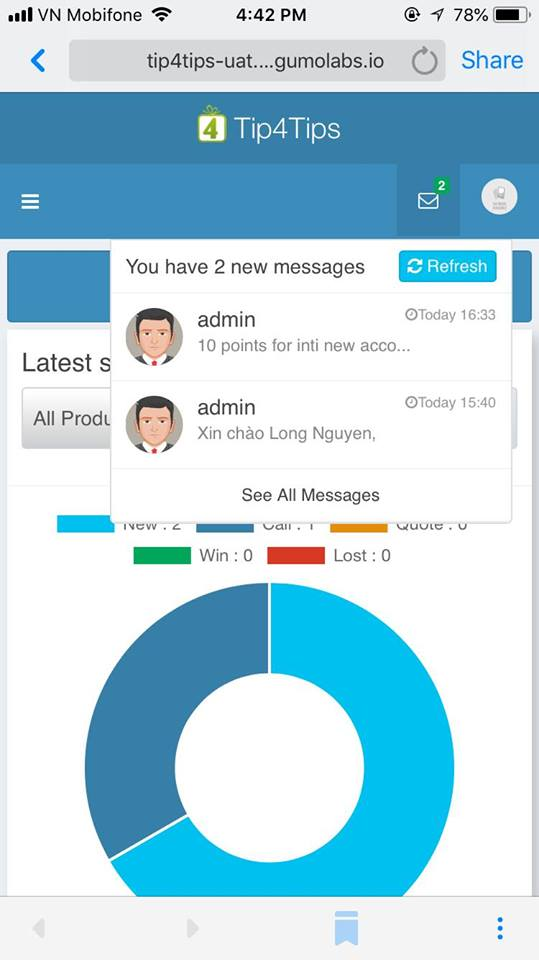 VN Mobifone
4:42 PM
78%
tip4tips-uat....gumolabs.io
Share
4 Tip4Tips
2
You have 2 new messages
Refresh
admin
Today 16:33
10 points for inti new acco...
admin
Today 15:40
Xin chào Long Nguyen,
See All Messages
Latest s
All Produ
New : 2
Call : 1
Quote : 0
Win : 0
Lost : 0